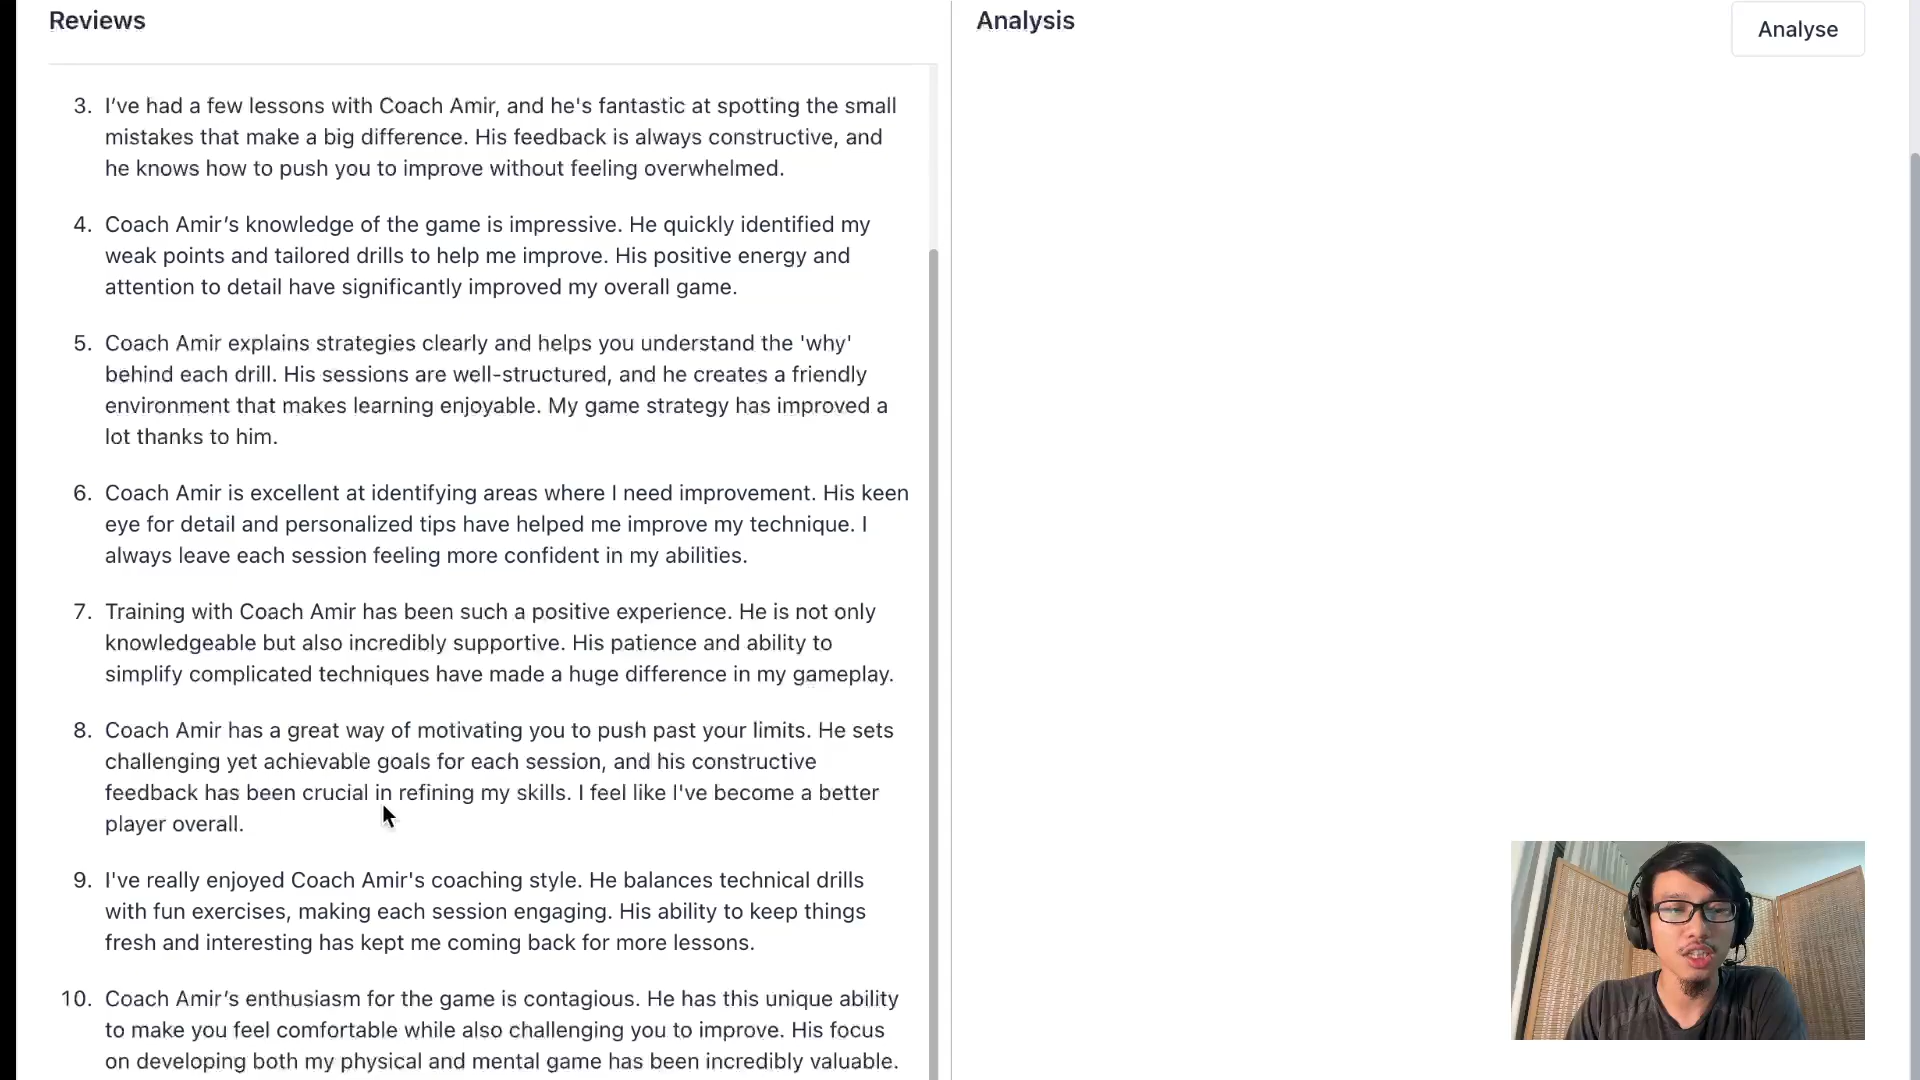 Reviews
Analysis
Analyse
3. I’ve had a few lessons with Coach Amir, and he's fantastic at spotting the small
mistakes that make a big difference. His feedback is always constructive, and
he knows how to push you to improve without feeling overwhelmed.
4. Coach Amir’s knowledge of the game is impressive. He quickly identified my
weak points and tailored drills to help me improve. His positive energy and
attention to detail have significantly improved my overall game.
5. Coach Amir explains strategies clearly and helps you understand the 'why'
behind each drill. His sessions are well-structured, and he creates a friendly
environment that makes learning enjoyable. My game strategy has improved a
lot thanks to him.
6. Coach Amir is excellent at identifying areas where I need improvement. His keen
eye for detail and personalized tips have helped me improve my technique. I
always leave each session feeling more confident in my abilities.
7. Training with Coach Amir has been such a positive experience. He is not only
knowledgeable but also incredibly supportive. His patience and ability to
simplify complicated techniques have made a huge difference in my gameplay.
8. Coach Amir has a great way of motivating you to push past your limits. He sets
challenging yet achievable goals for each session, and his constructive
feedback has been crucial in refining my skills. I feel like I've become a better
player overall.
9. I've really enjoyed Coach Amir's coaching style. He balances technical drills
with fun exercises, making each session engaging. His ability to keep things
fresh and interesting has kept me coming back for more lessons.
10. Coach Amir’s enthusiasm for the game is contagious. He has this unique ability
to make you feel comfortable while also challenging you to improve. His focus
on developing both my physical and mental game has been incredibly valuable.